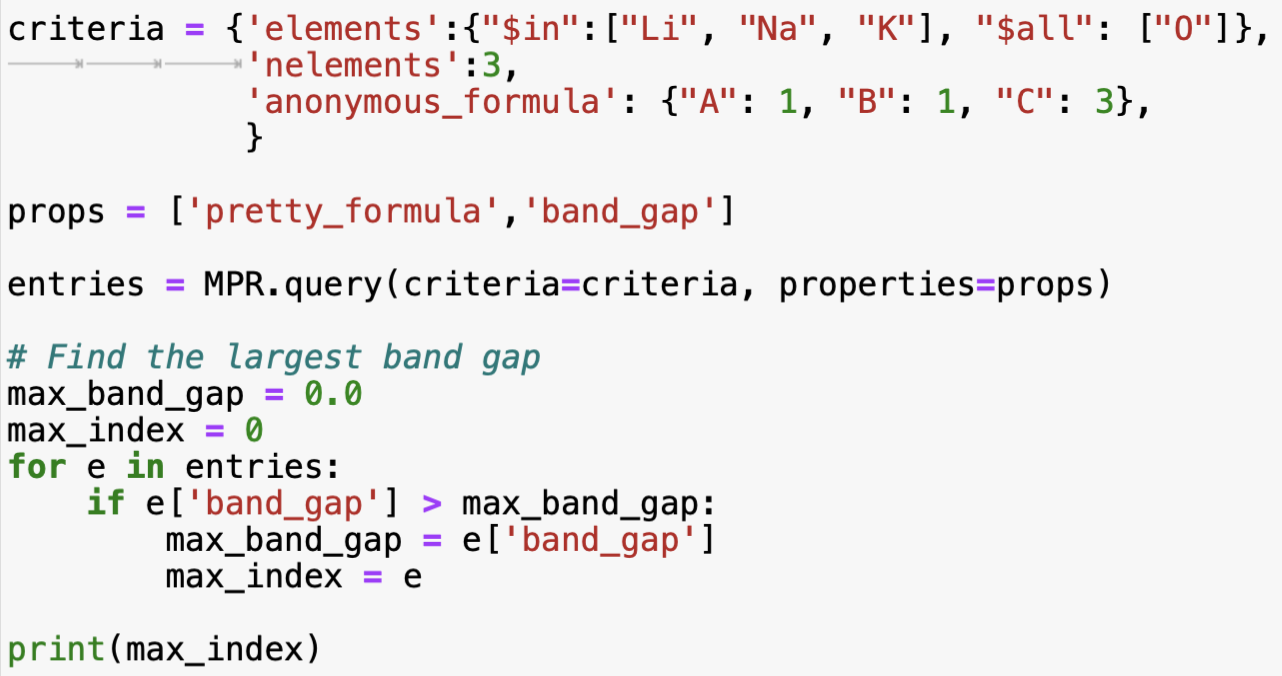 criteria = {'elements':{"$in":["Li", "Na", "K"], "$all": ["O"]},
'nelements':3,
'anonymous_formula': {"A": 1, "B": 1, "C": 3},
}
props = ['pretty_formula','band_gap']
entries = MPR.query(criteria=criteria, properties=props)
# Find the largest band gap
max_band_gap = 0.0
max_index = 0
for e in entries:
if e['band_gap'] > max_band_gap:
max_band_gap = e['band_gap']
max_index = e
print(max_index)